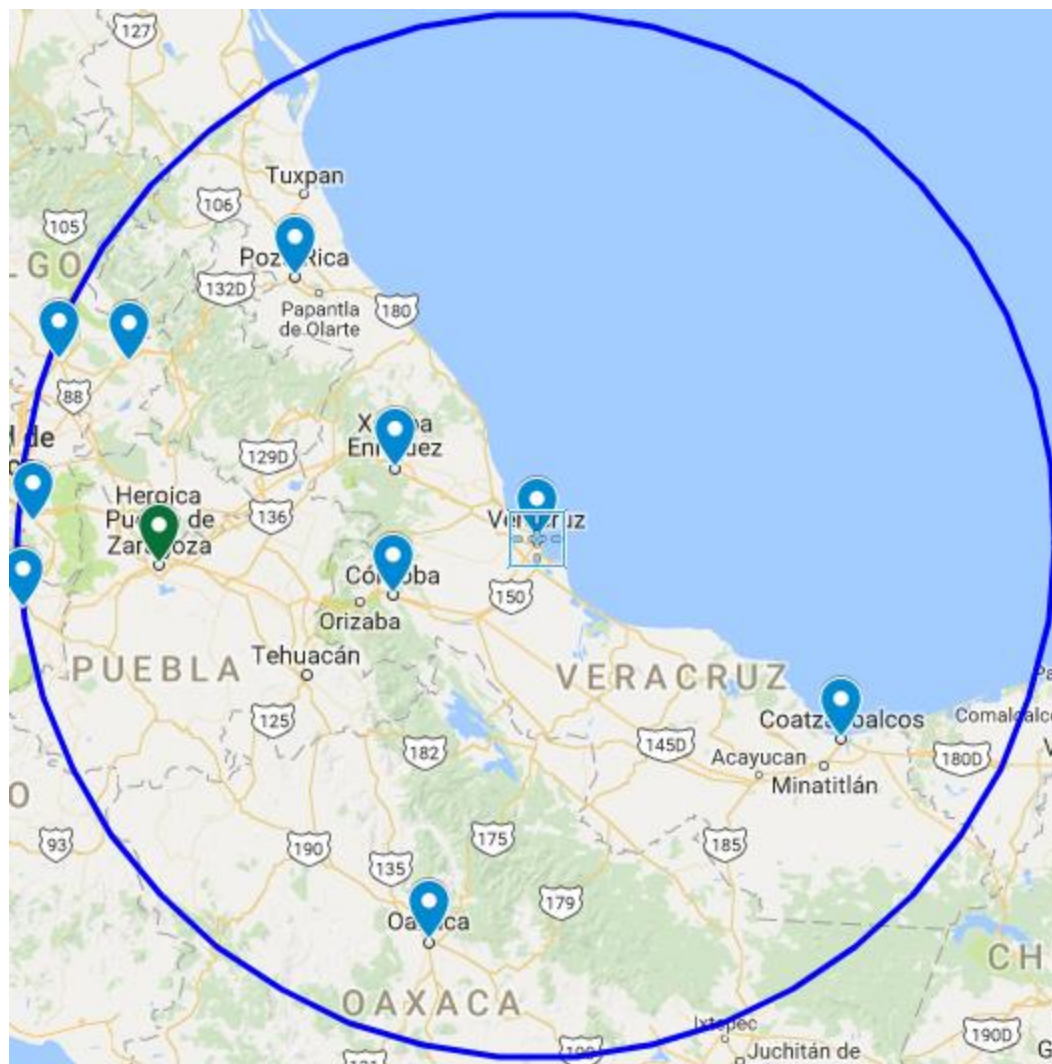 127
Tuxpan
106
105
LGO
Poza Rica
132D
Papantla
de Olarte
180
88
d de
Xalapa
Enríquez
129D
Heroica
Puebla de
Zaragoza
136
Veracruz
Córdoba
150
Orizaba
Tehuacán
PUEBLA
VERACRUZ
125
Coatzacoalcos
Comalcalco
182
145D
Acayucan
180D
Minatitlán
O
93
190
135
175
185
179
Oaxaca
CH
OAXACA
Ixtepec
190D
Juchitán de